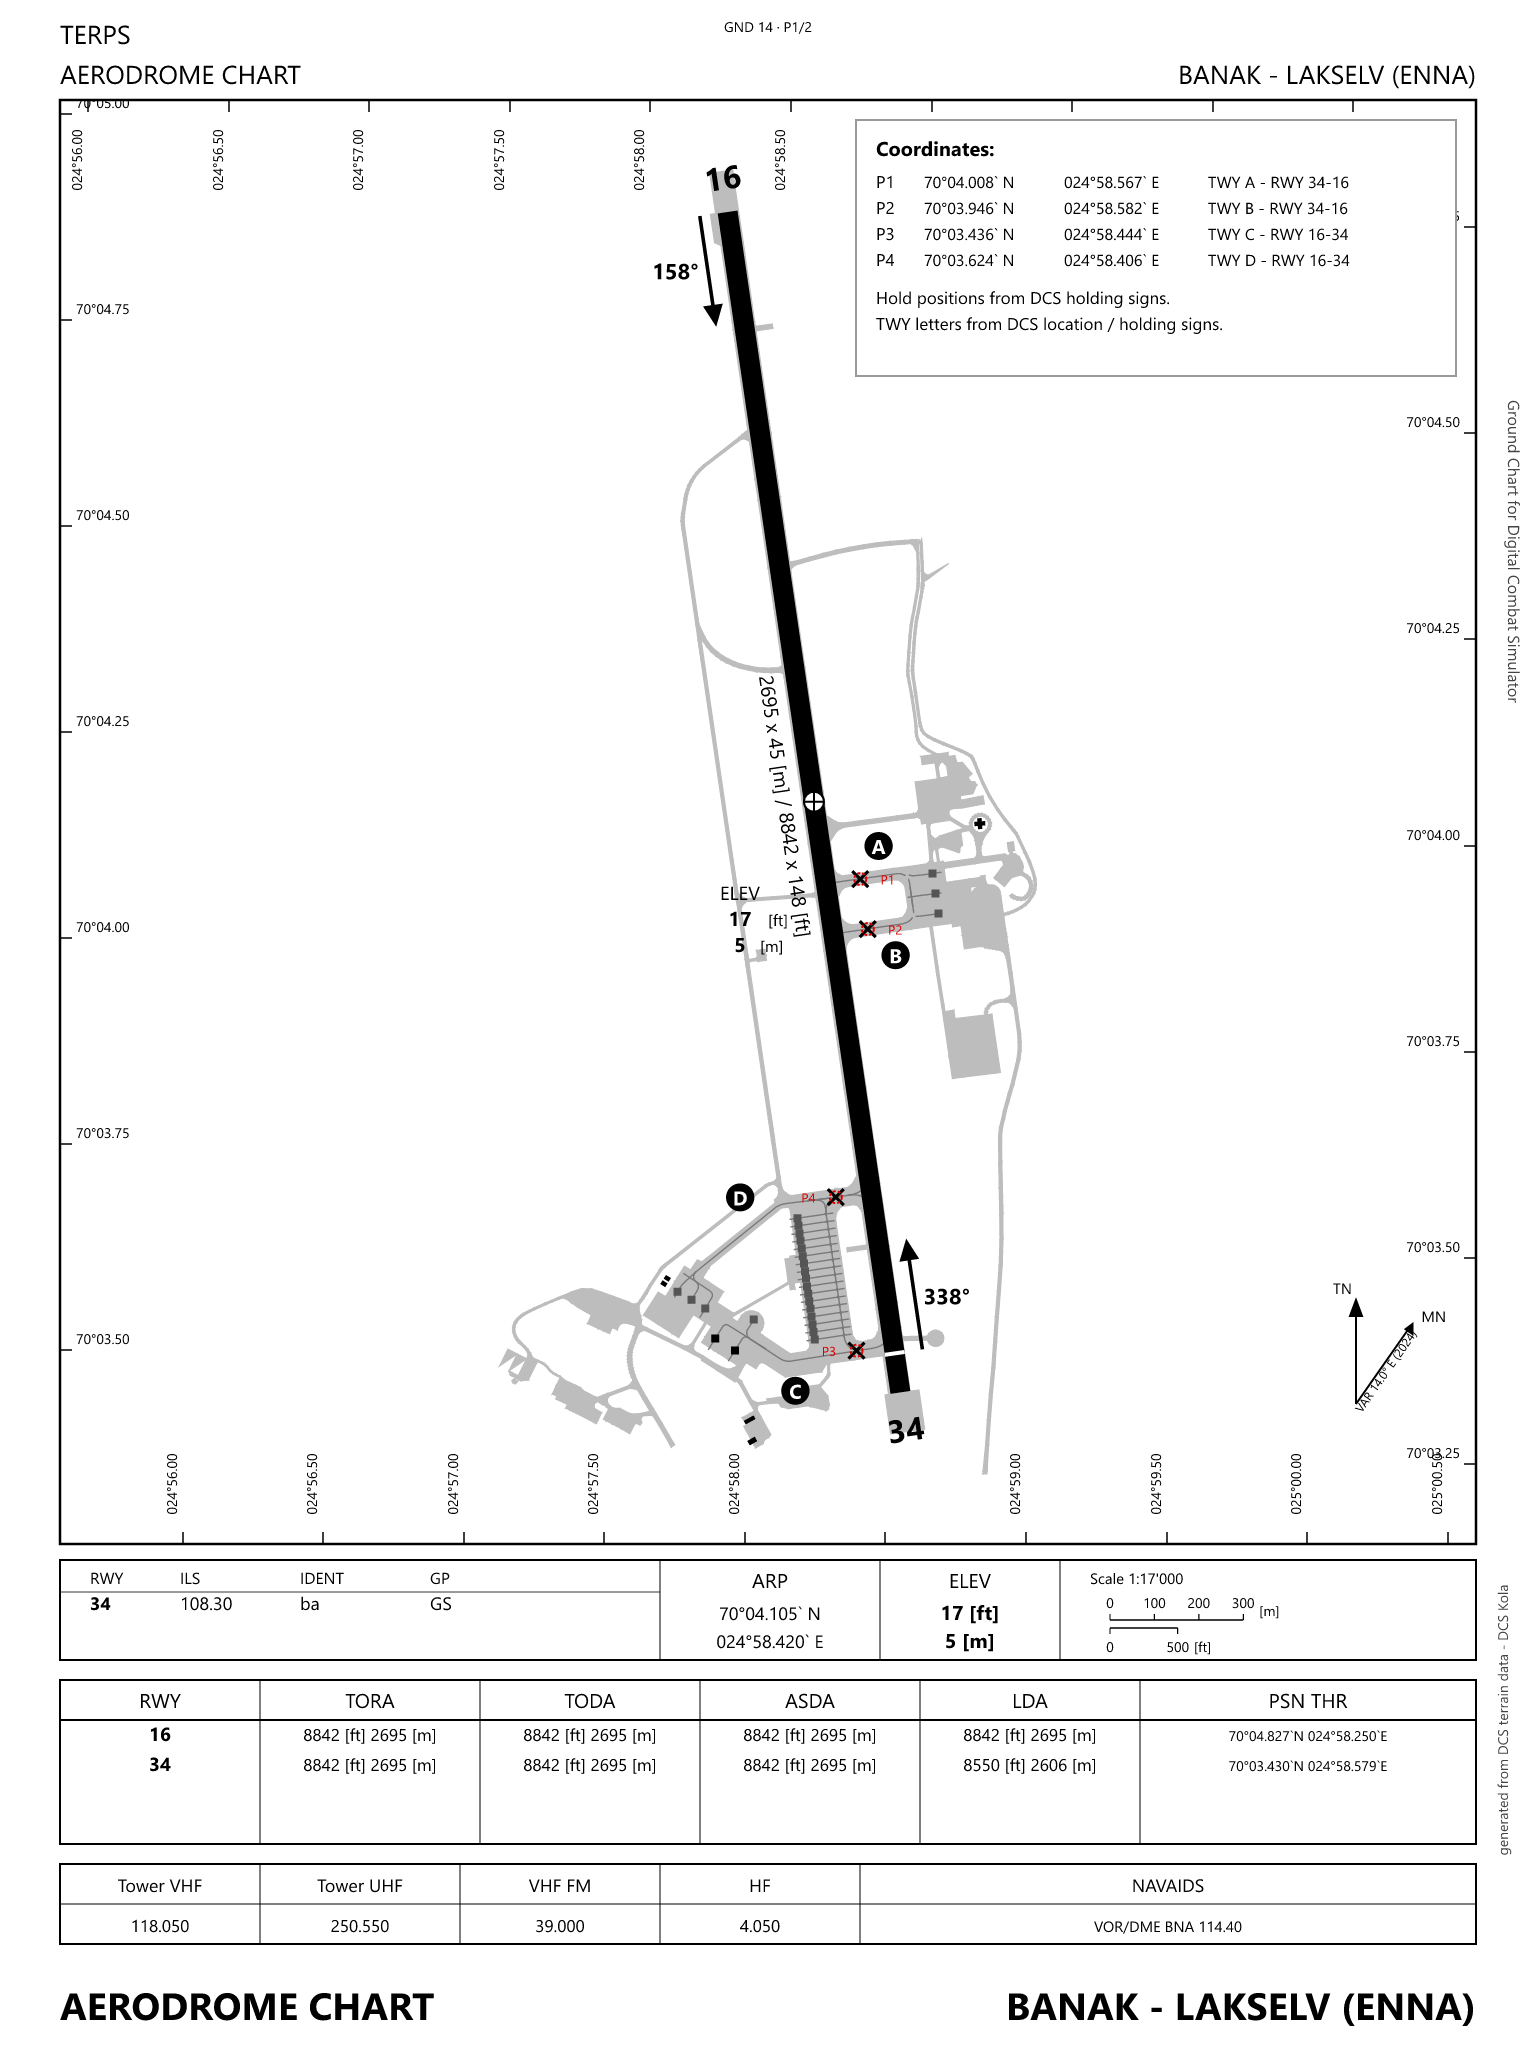 GND 14 · P1/2
TERPS
AERODROME CHART
BANAK - LAKSELV (ENNA)
70°05.00
024°56.00
024°56.50
024°57.00
024°57.50
024°58.00
024°58.50
Coordinates:
P1 70°04.008` N 024°58.567` E TWY A - RWY 34-16
P2 70°03.946` N 024°58.582` E TWY B - RWY 34-16
P3 70°03.436` N 024°58.444` E TWY C - RWY 16-34
P4 70°03.624` N 024°58.406` E TWY D - RWY 16-34
Hold positions from DCS holding signs.
TWY letters from DCS location / holding signs.
16
158°
70°04.75
70°04.50
70°04.50
70°04.25
70°04.25
2695 x 45 [m] / 8842 x 148 [ft]
A
P1
70°04.00
ELEV
17 [ft]
5 [m]
P2
B
70°04.00
70°03.75
70°03.75
D
P4
70°03.50
338°
TN
MN
VAR 14.0° E (2024)
70°03.50
P3
C
34
70°03.25
024°56.00
024°56.50
024°57.00
024°57.50
024°58.00
024°59.00
024°59.50
025°00.00
025°00.50
Ground Chart for Digital Combat Simulator
RWY ILS IDENT GP
34 108.30 ba GS
ARP
70°04.105` N
024°58.420` E
ELEV
17 [ft]
5 [m]
Scale 1:17'000
0 100 200 300 [m]
0 500 [ft]
RWY TORA TODA ASDA LDA PSN THR
16 8842 [ft] 2695 [m] 8842 [ft] 2695 [m] 8842 [ft] 2695 [m] 8842 [ft] 2695 [m] 70°04.827`N 024°58.250`E
34 8842 [ft] 2695 [m] 8842 [ft] 2695 [m] 8842 [ft] 2695 [m] 8550 [ft] 2606 [m] 70°03.430`N 024°58.579`E
generated from DCS terrain data - DCS Kola
Tower VHF Tower UHF VHF FM HF NAVAIDS
118.050 250.550 39.000 4.050 VOR/DME BNA 114.40
AERODROME CHART
BANAK - LAKSELV (ENNA)